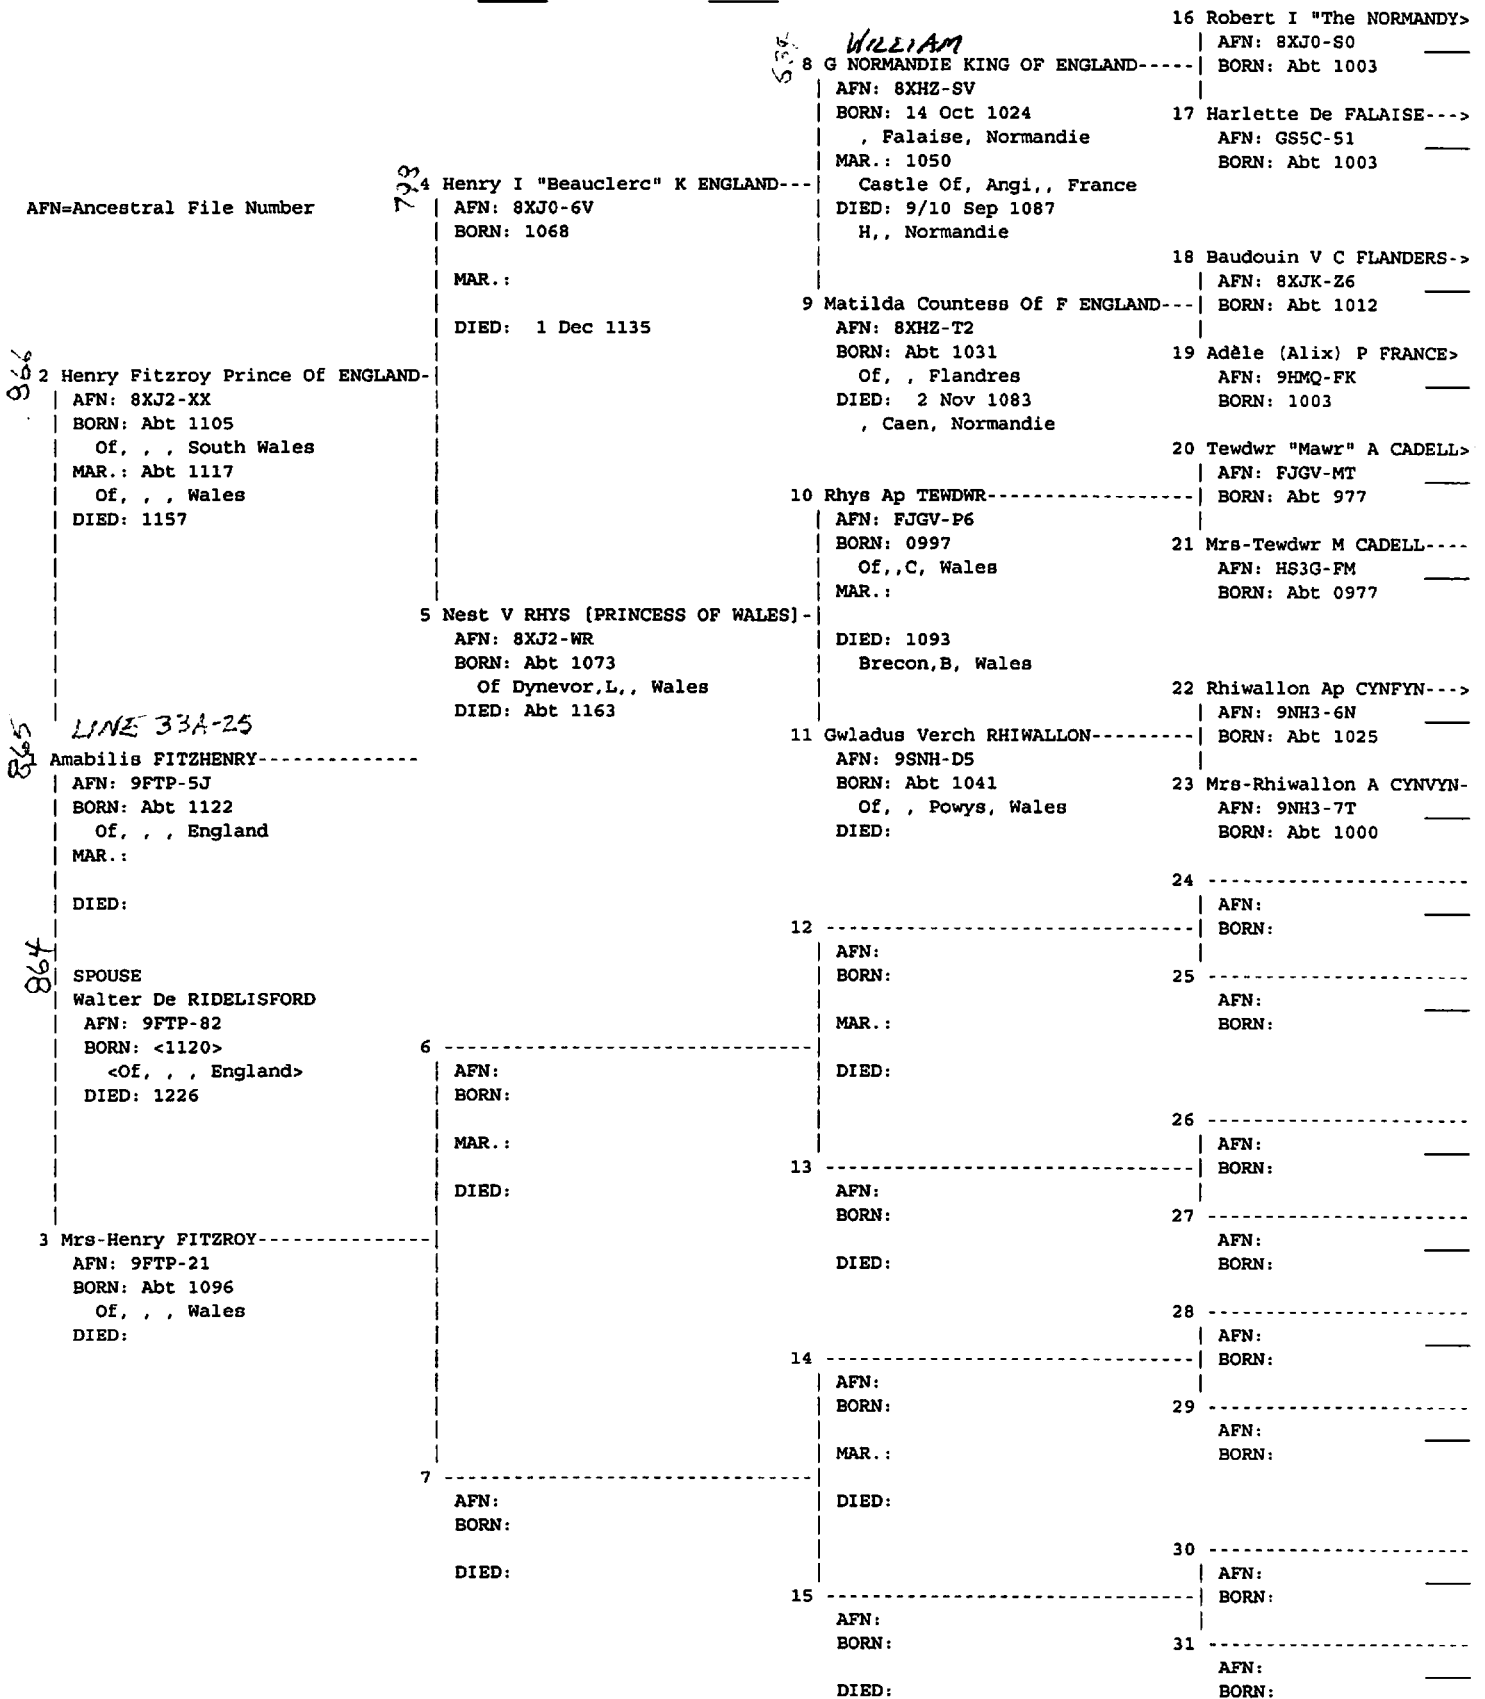 16 Robert I "The NORMANDY>
AFN: 8XJ0-S0
BORN: Abt 1003
WILLIAM
8 G NORMANDIE KING OF ENGLAND-----
AFN: 8XHZ-SV
BORN: 14 Oct 1024
, Falaise, Normandie
MAR.: 1050
Castle Of, Angi,, France
DIED: 9/10 Sep 1087
H,, Normandie
17 Harlette De FALAISE--->
AFN: GS5C-51
BORN: Abt 1003
AFN=Ancestral File Number
4 Henry I "Beauclerc" K ENGLAND---
AFN: 8XJ0-6V
BORN: 1068
MAR.:
DIED: 1 Dec 1135
18 Baudouin V C FLANDERS->
AFN: 8XJK-Z6
BORN: Abt 1012
9 Matilda Countess Of F ENGLAND---
AFN: 8XHZ-T2
BORN: Abt 1031
Of, , Flandres
DIED: 2 Nov 1083
, Caen, Normandie
19 Adèle (Alix) P FRANCE>
AFN: 9HMQ-FK
BORN: 1003
866
2 Henry Fitzroy Prince Of ENGLAND-
AFN: 8XJ2-XX
BORN: Abt 1105
Of, , , South Wales
MAR.: Abt 1117
Of, , , Wales
DIED: 1157
20 Tewdwr "Mawr" A CADELL>
AFN: FJGV-MT
BORN: Abt 977
10 Rhys Ap TEWDWR-----------------
AFN: FJGV-P6
BORN: 0997
Of,,C, Wales
MAR.:
DIED: 1093
Brecon,B, Wales
21 Mrs-Tewdwr M CADELL----
AFN: HS3G-FM
BORN: Abt 0977
5 Nest V RHYS [PRINCESS OF WALES]-
AFN: 8XJ2-WR
BORN: Abt 1073
Of Dynevor,L,, Wales
DIED: Abt 1163
22 Rhiwallon Ap CYNFYN--->
AFN: 9NH3-6N
BORN: Abt 1025
11 Gwladus Verch RHIWALLON---------
AFN: 9SNH-D5
BORN: Abt 1041
Of, , Powys, Wales
DIED:
23 Mrs-Rhiwallon A CYNVYN-
AFN: 9NH3-7T
BORN: Abt 1000
LINE 33A-25
865
1 Amabilis FITZHENRY--------------
AFN: 9FTP-5J
BORN: Abt 1122
Of, , , England
MAR.:
DIED:
864
SPOUSE
Walter De RIDELISFORD
AFN: 9FTP-82
BORN: <1120>
<Of, , , England>
DIED: 1226
24 -----------------------
AFN:
BORN:
12 ---------------------------------
AFN:
BORN:
MAR.:
DIED:
25 -----------------------
AFN:
BORN:
6 ---------------------------------
AFN:
BORN:
MAR.:
DIED:
26 -----------------------
AFN:
BORN:
13 ---------------------------------
AFN:
BORN:
DIED:
27 -----------------------
AFN:
BORN:
3 Mrs-Henry FITZROY---------------
AFN: 9FTP-21
BORN: Abt 1096
Of, , , Wales
DIED:
28 -----------------------
AFN:
BORN:
14 ---------------------------------
AFN:
BORN:
MAR.:
DIED:
29 -----------------------
AFN:
BORN:
7 ---------------------------------
AFN:
BORN:
DIED:
30 -----------------------
AFN:
BORN:
15 ---------------------------------
AFN:
BORN:
DIED:
31 -----------------------
AFN:
BORN: